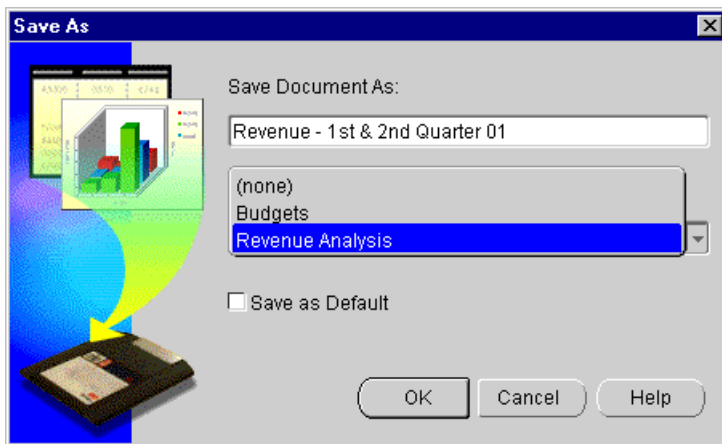 Save As
Save Document As:
Revenue - 1st & 2nd Quarter 01
(none)
Budgets
Revenue Analysis
Save as Default
OK Cancel Help